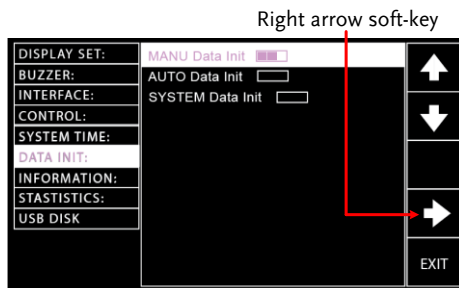 Right arrow soft-key
DISPLAY SET:
BUZZER:
INTERFACE:
CONTROL:
SYSTEM TIME:
DATA INIT:
INFORMATION:
STASTISTICS:
USB DISK
MANU Data Init
AUTO Data Init
SYSTEM Data Init
EXIT